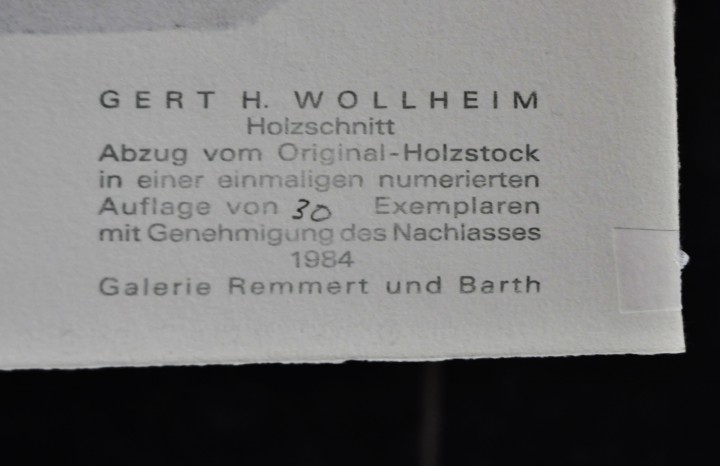 GERT H. WOLLHEIM
Holzschnitt
Abzug vom Original-Holzstock
in einer einmaligen numerierten
Auflage von 30 Exemplaren
mit Genehmigung des Nachlasses
1984
Galerie Remmert und Barth